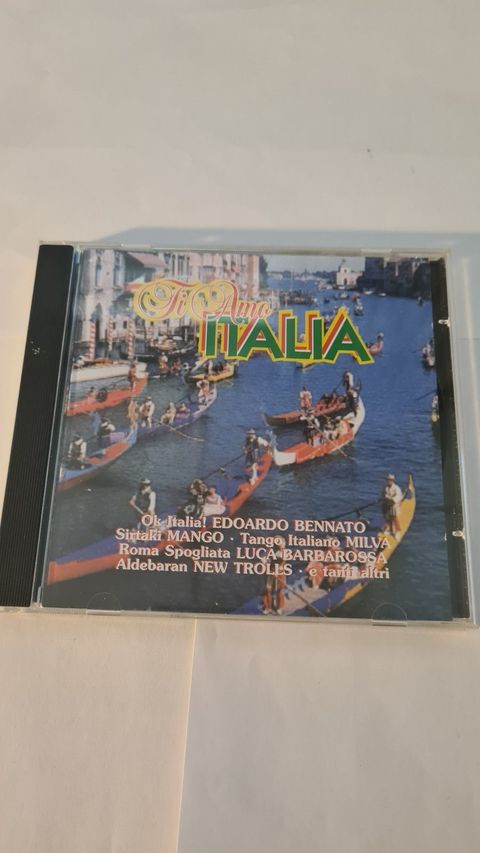 Ti Amo
ITALIA
Ok Italia! EDOARDO BENNATO
Sirtaki MANGO · Tango Italiano MILVA
Roma Spogliata LUCA BARBAROSSA
Aldebaran NEW TROLLS · e tanti altri